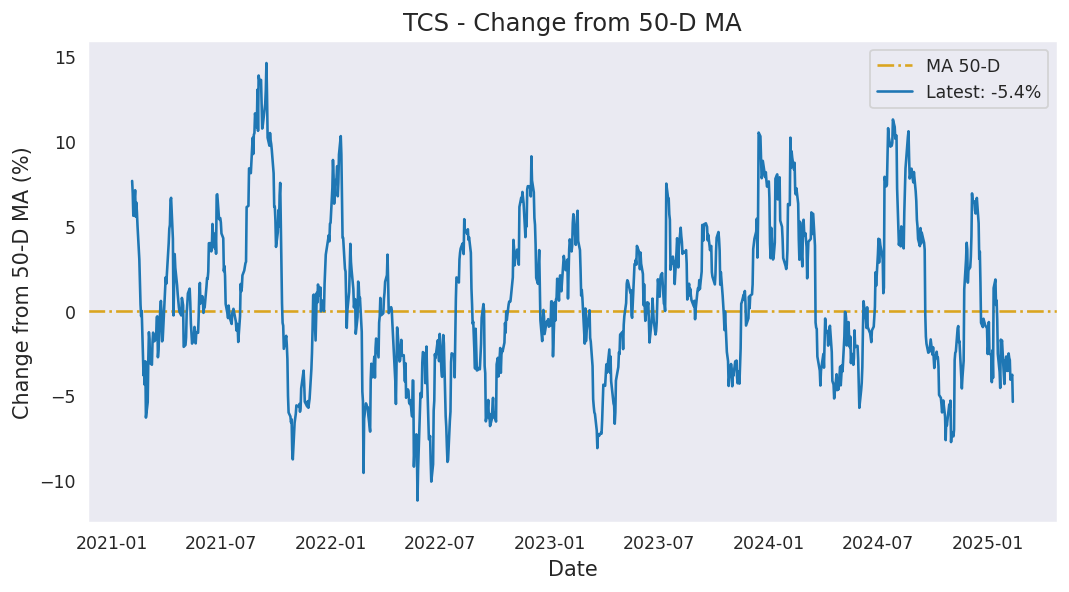 TCS - Change from 50-D MA
MA 50-D
Latest: -5.4%
Change from 50-D MA (%)
15
10
5
0
−5
−10
2021-01 2021-07 2022-01 2022-07 2023-01 2023-07 2024-01 2024-07 2025-01
Date